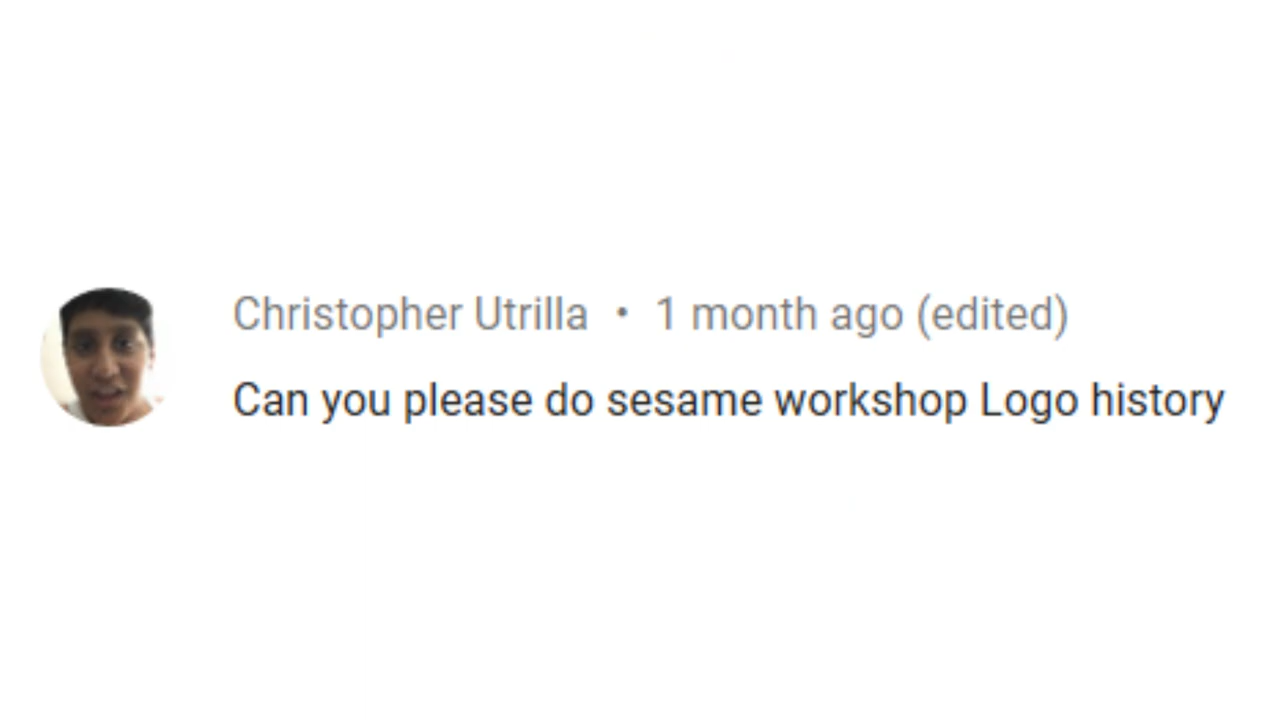 Christopher Utrilla • 1 month ago (edited)
Can you please do sesame workshop Logo history